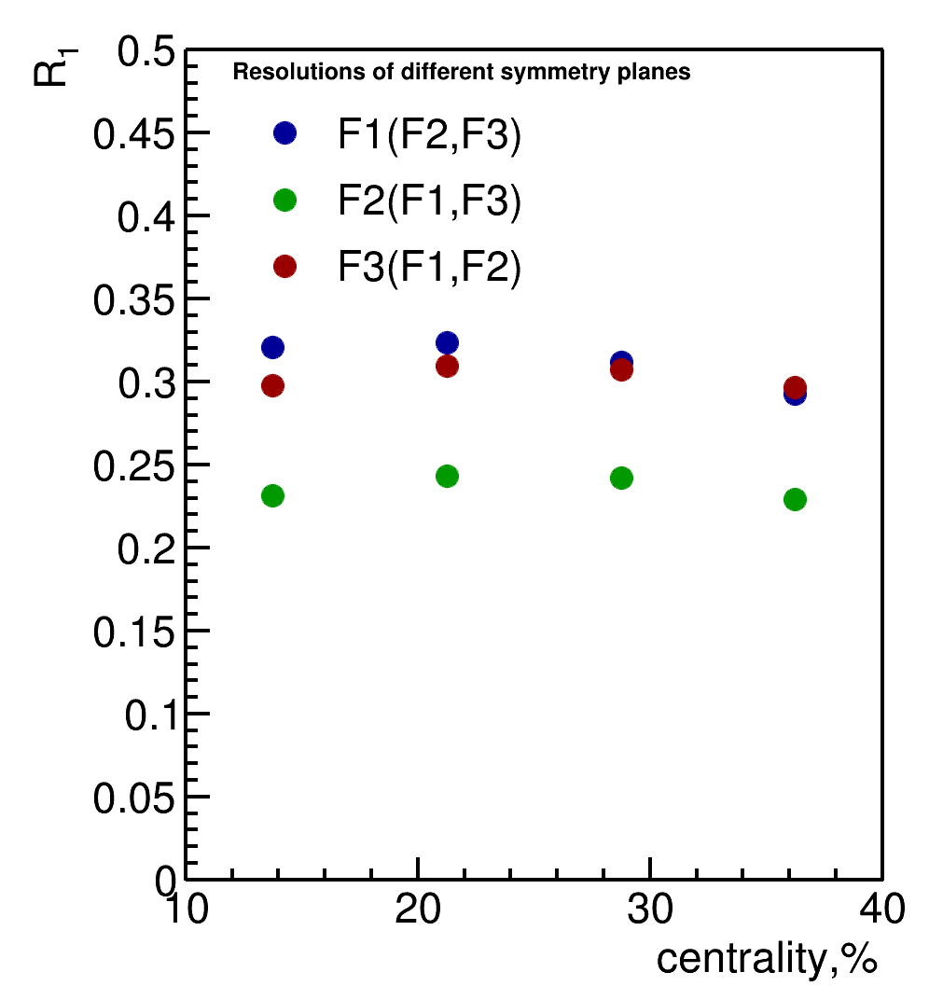 R1
0.5
Resolutions of different symmetry planes
0.45
F1(F2,F3)
0.4
F2(F1,F3)
F3(F1,F2)
0.35
0.3
0.25
0.2
0.15
0.1
0.05
0
10 20 30 40
centrality,%